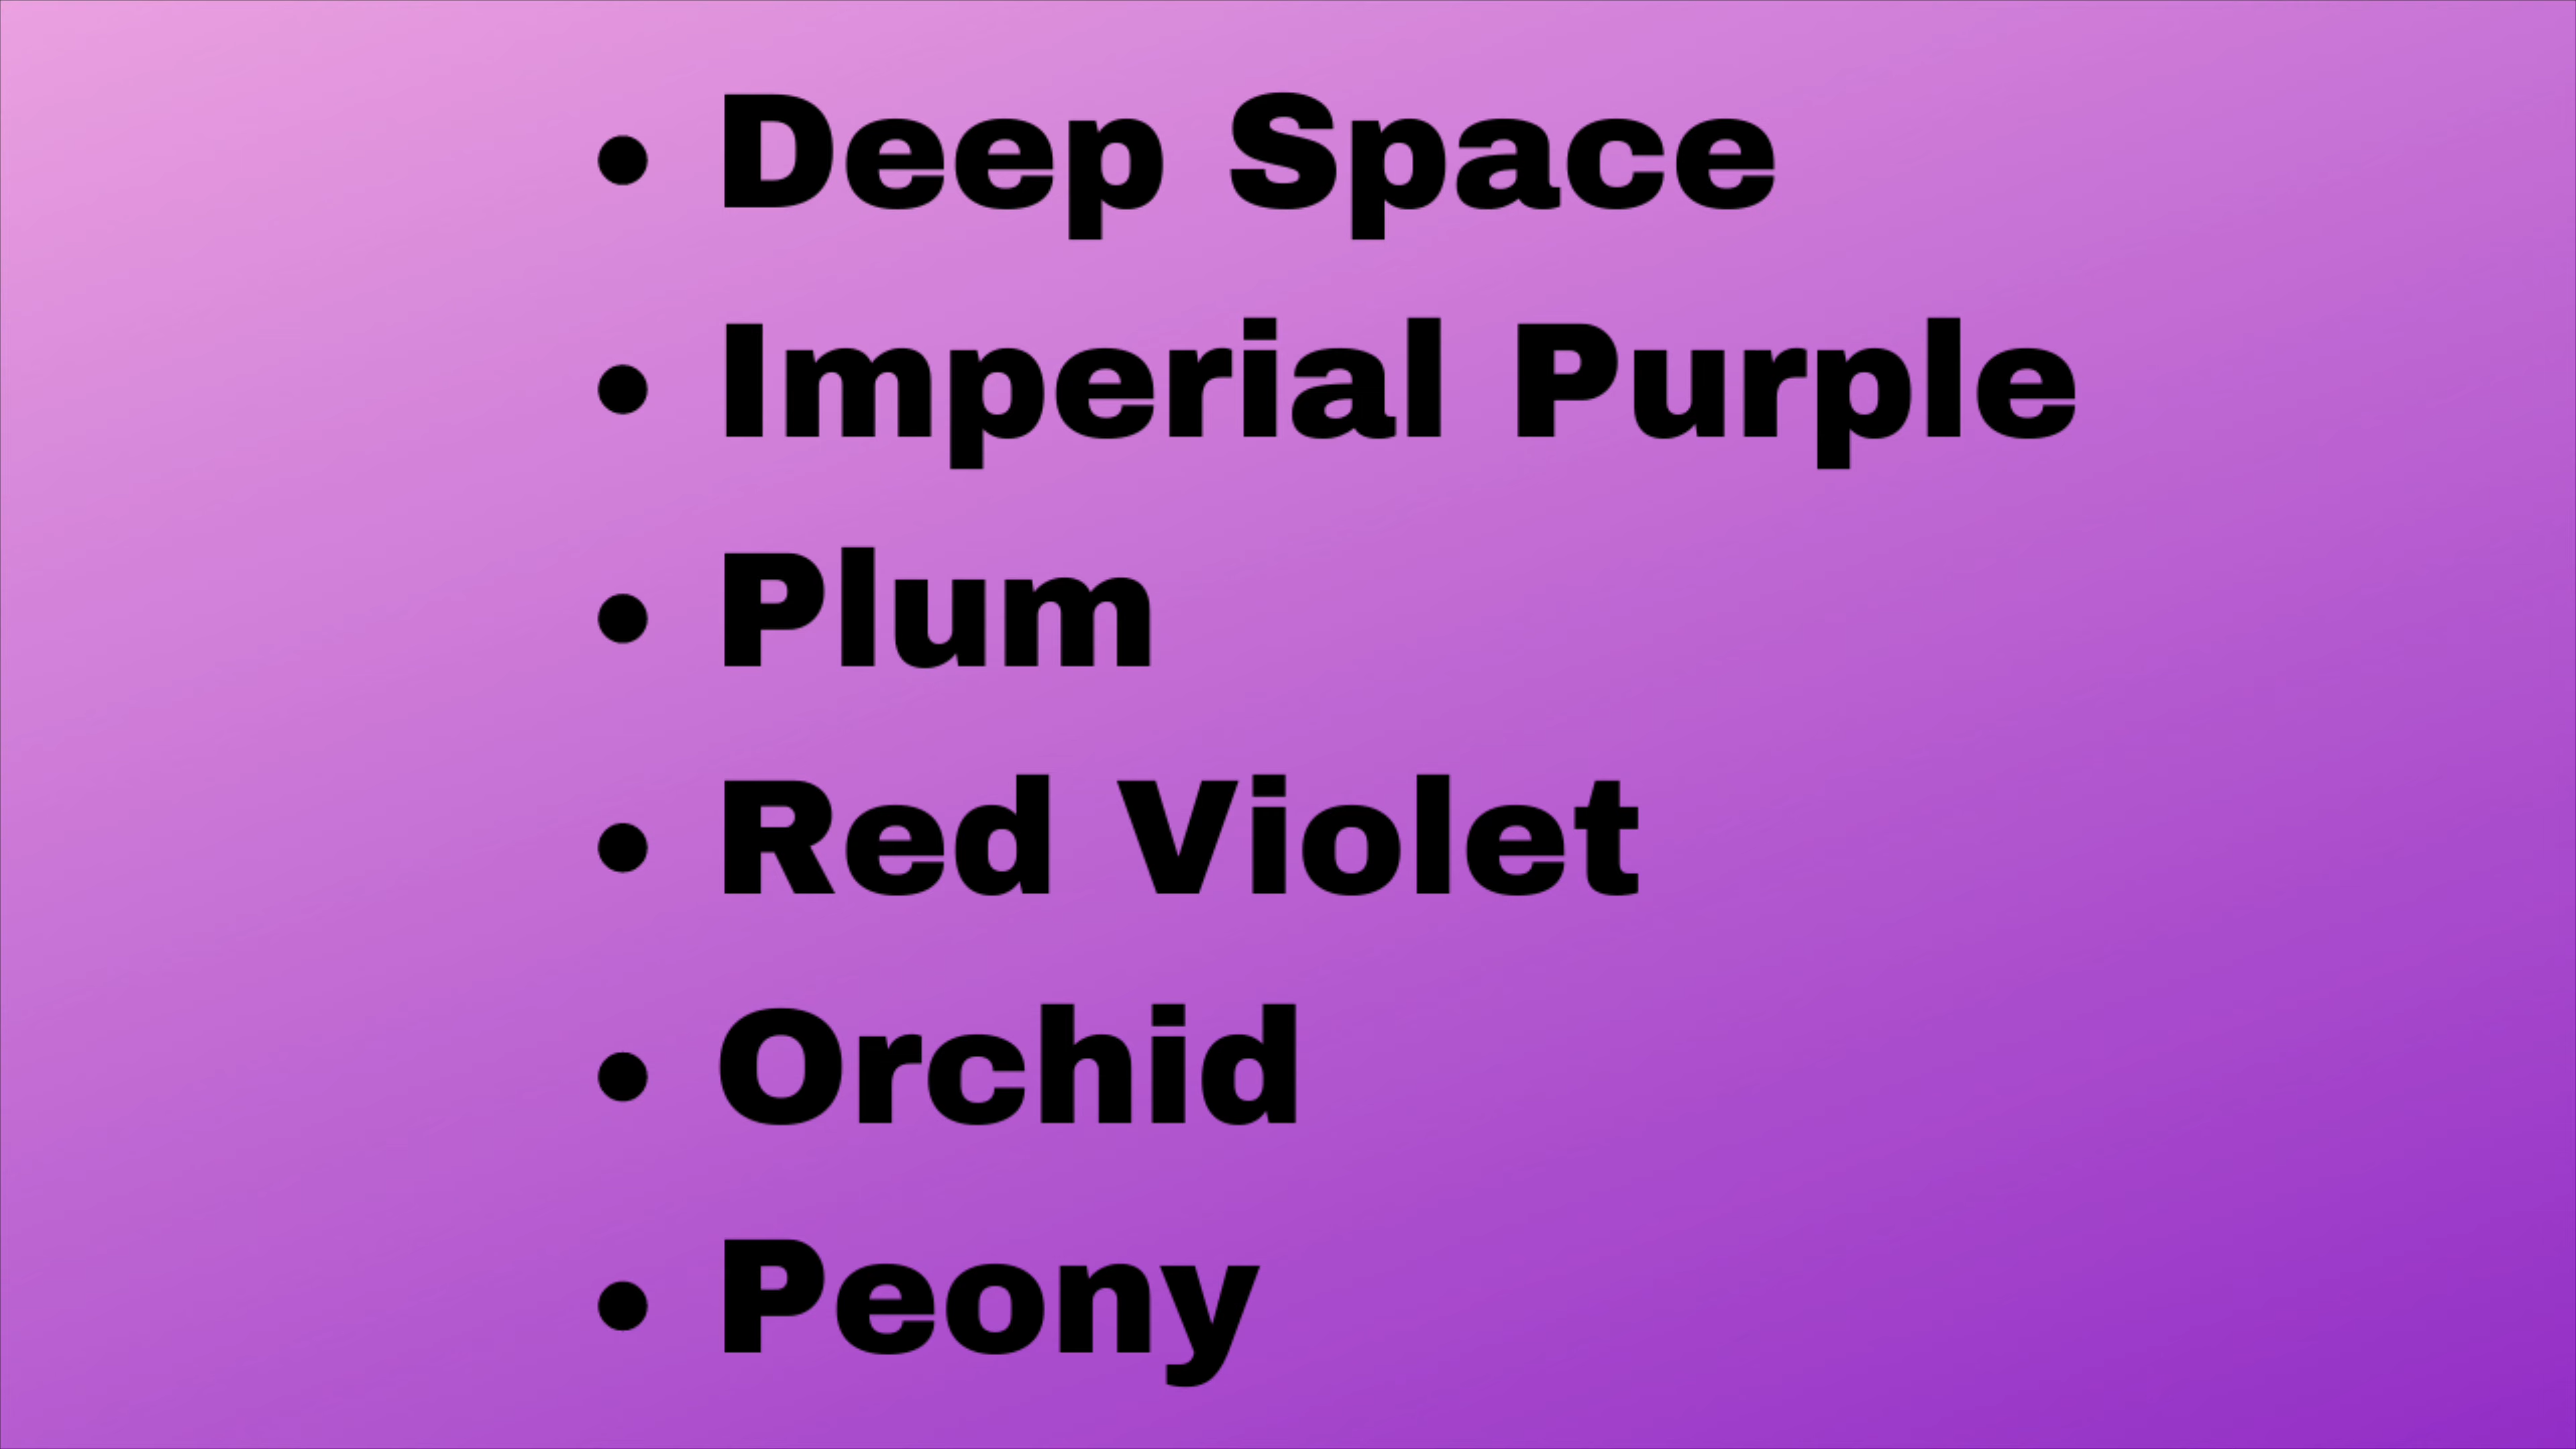 • Deep Space
• Imperial Purple
• Plum
• Red Violet
• Orchid
• Peony